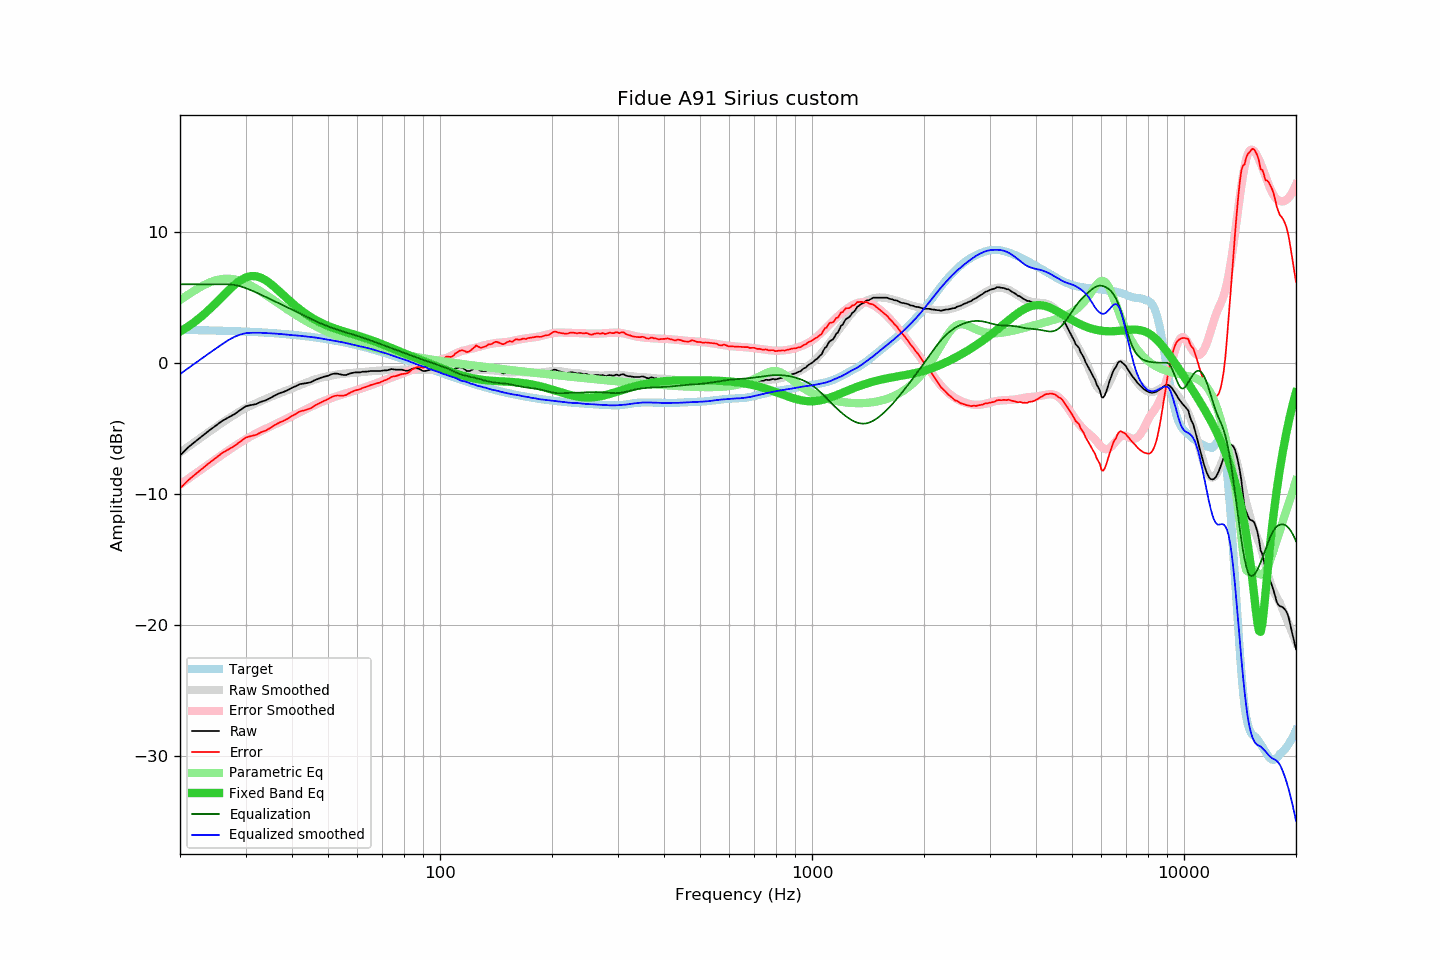 Fidue A91 Sirius custom
Amplitude (dBr)
10
0
−10
−20
−30
Target
Raw Smoothed
Error Smoothed
Raw
Error
Parametric Eq
Fixed Band Eq
Equalization
Equalized smoothed
100
1000
10000
Frequency (Hz)